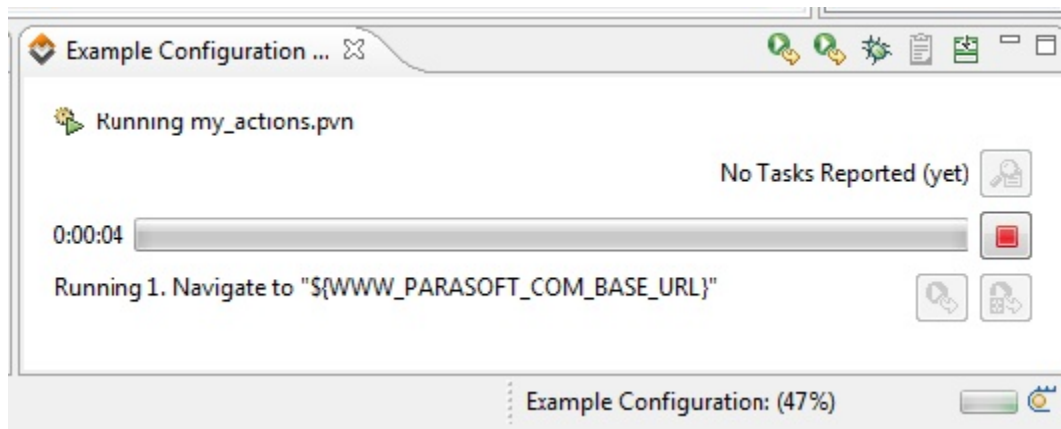 Example Configuration ...
Running my_actions.pvn
No Tasks Reported (yet)
0:00:04
Running 1. Navigate to "${WWW_PARASOFT_COM_BASE_URL}"
Example Configuration: (47%)